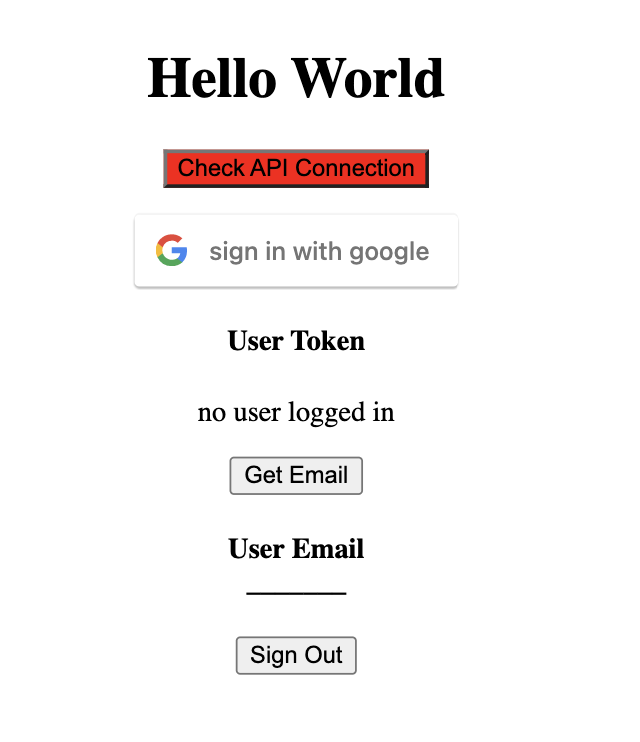 Hello World
Check API Connection
sign in with google
User Token
no user logged in
Get Email
User Email
Sign Out